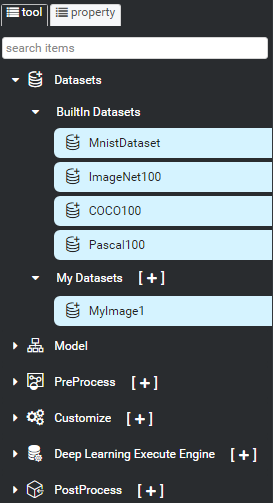 tool property
search items
Datasets
BuiltIn Datasets
MnistDataset
ImageNet100
COCO100
Pascal100
My Datasets [ + ]
MyImage1
Model
PreProcess [ + ]
Customize [ + ]
Deep Learning Execute Engine [ + ]
PostProcess [ + ]